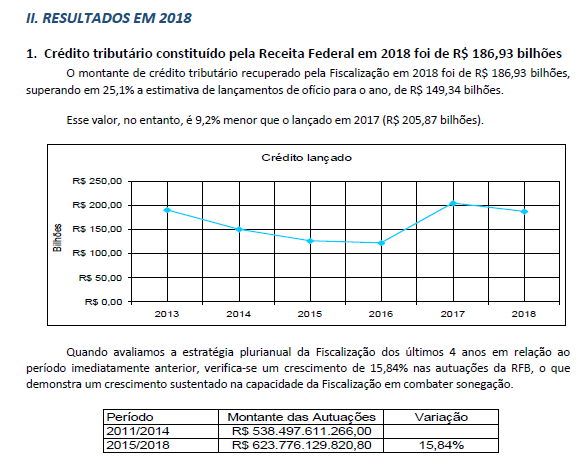 II. RESULTADOS EM 2018
1. Crédito tributário constituído pela Receita Federal em 2018 foi de R$ 186,93 bilhões
O montante de crédito tributário recuperado pela Fiscalização em 2018 foi de R$ 186,93 bilhões,
superando em 25,1% a estimativa de lançamentos de ofício para o ano, de R$ 149,34 bilhões.
Esse valor, no entanto, é 9,2% menor que o lançado em 2017 (R$ 205,87 bilhões).
Crédito lançado
Bilhões
R$ 250,00
R$ 200,00
R$ 150,00
R$ 100,00
R$ 50,00
R$ 0,00
2013 2014 2015 2016 2017 2018
Quando avaliamos a estratégia plurianual da Fiscalização dos últimos 4 anos em relação ao
período imediatamente anterior, verifica-se um crescimento de 15,84% nas autuações da RFB, o que
demonstra um crescimento sustentado na capacidade da Fiscalização em combater sonegação.
Período Montante das Autuações Variação
2011/2014 R$ 538.497.611.266,00
2015/2018 R$ 623.776.129.820,80 15,84%